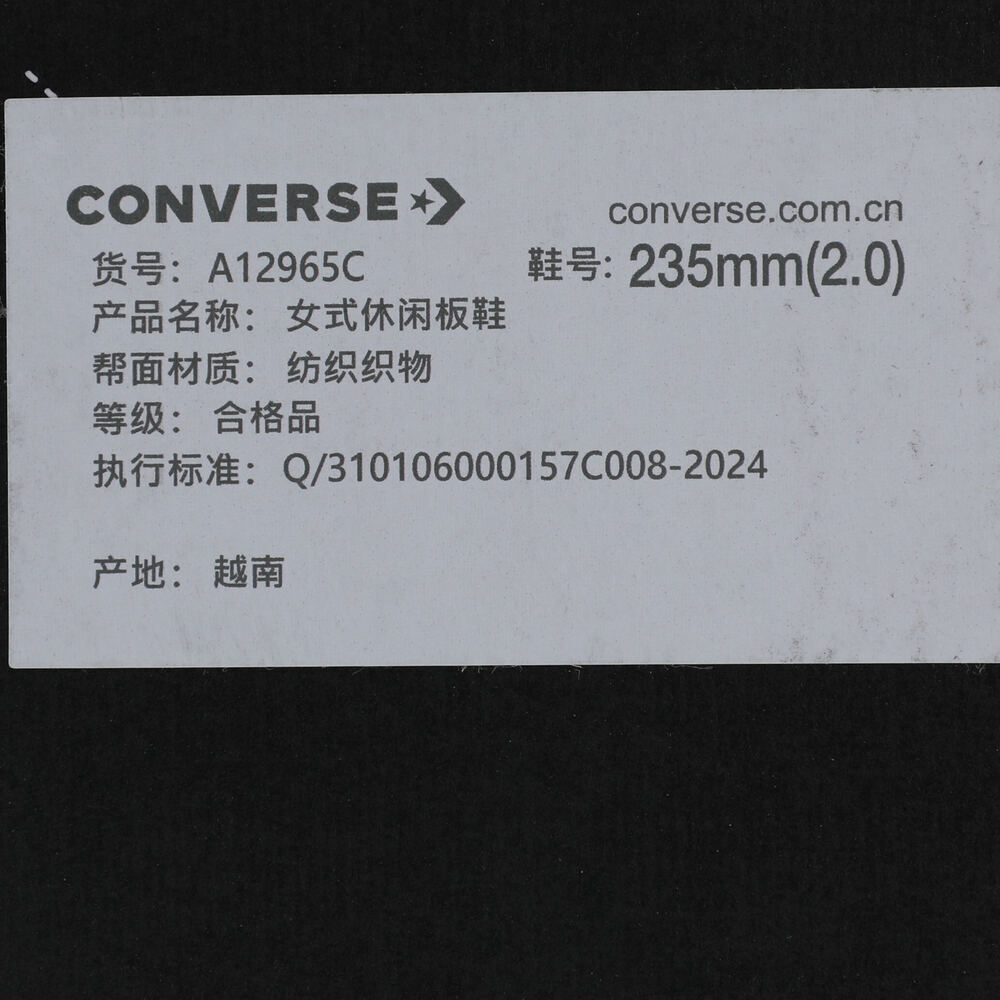 CONVERSE
converse.com.cn
货号: A12965C
鞋号: 235mm(2.0)
产品名称: 女式休闲板鞋
帮面材质: 纺织织物
等级: 合格品
执行标准: Q/310106000157C008-2024
产地: 越南